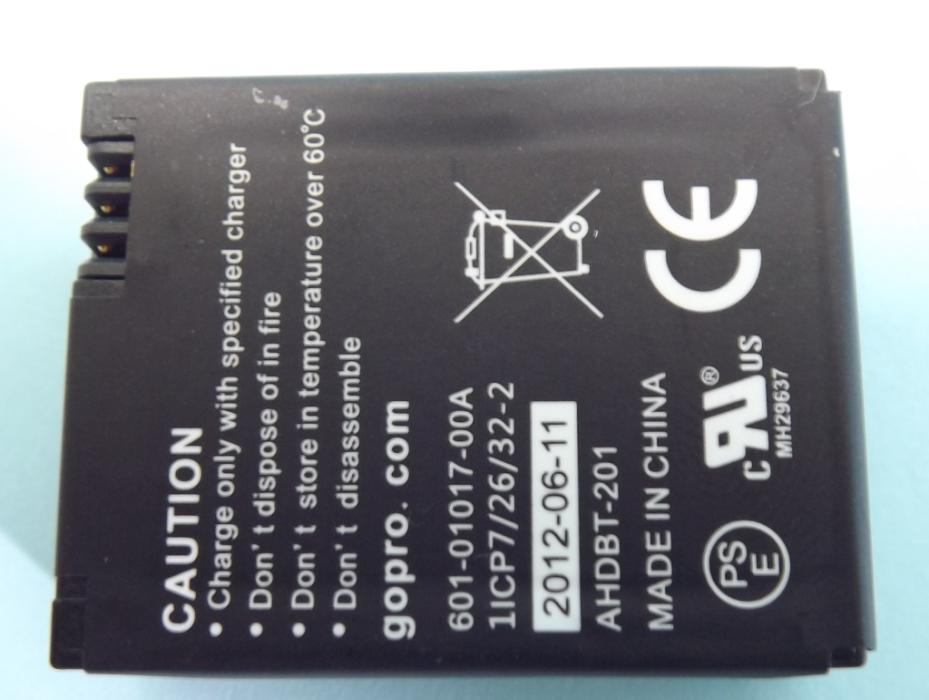 CAUTION
• Charge only with specified charger
• Don't dispose of in fire
• Don't store in temperature over 60°C
• Don't disassemble
gopro.com
601-01017-00A
1ICP7/26/32-2
2012-06-11
AHDBT-201
MADE IN CHINA
PS
E
c RU ® US
MH29637
CE